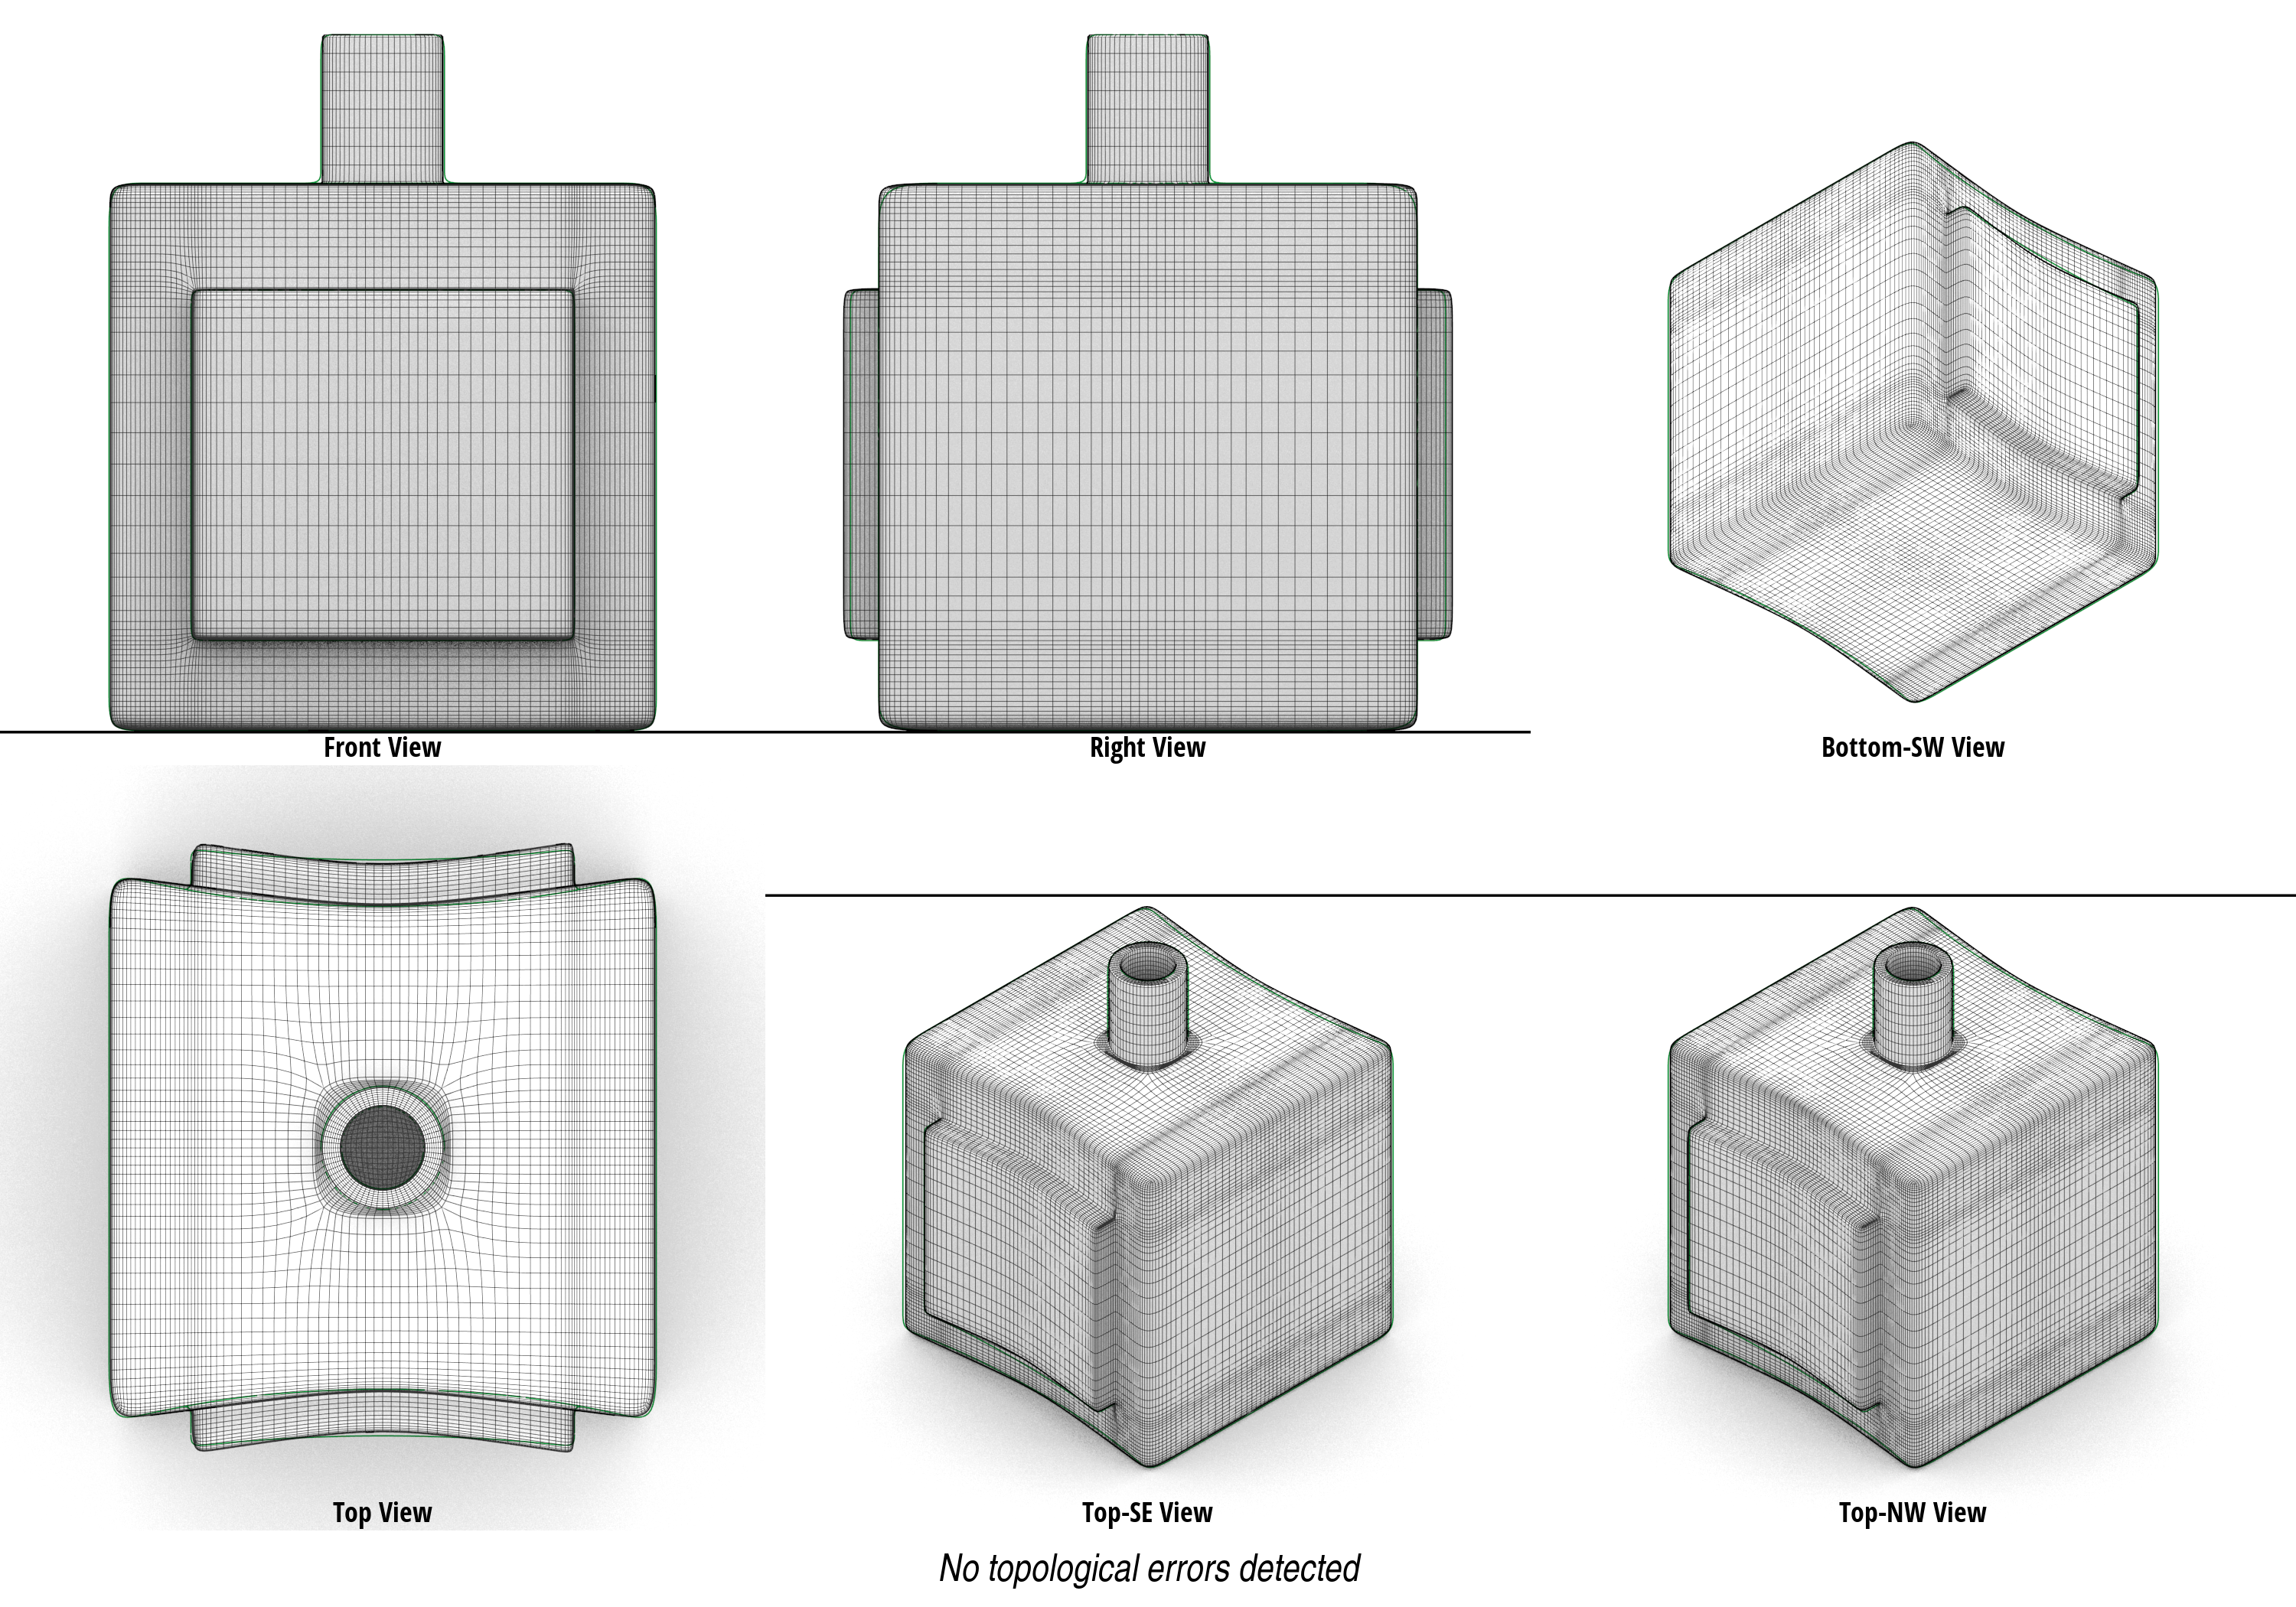 Front View
Right View
Bottom-SW View
Top View
Top-SE View
Top-NW View
No topological errors detected